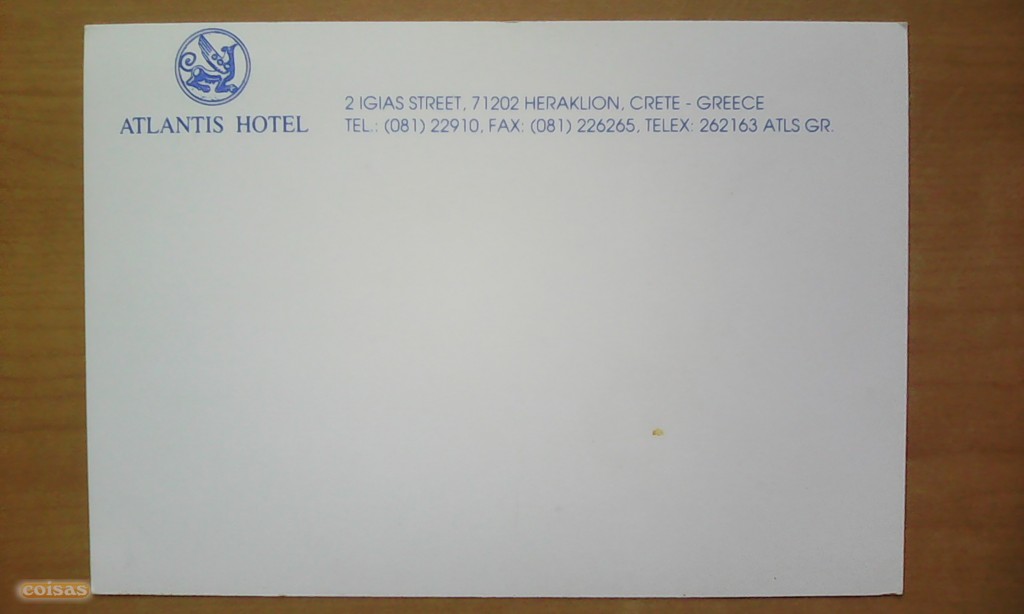 ATLANTIS HOTEL
2 IGIAS STREET, 71202 HERAKLION, CRETE - GREECE
TEL.: (081) 22910, FAX: (081) 226265, TELEX: 262163 ATLS GR.
coisas